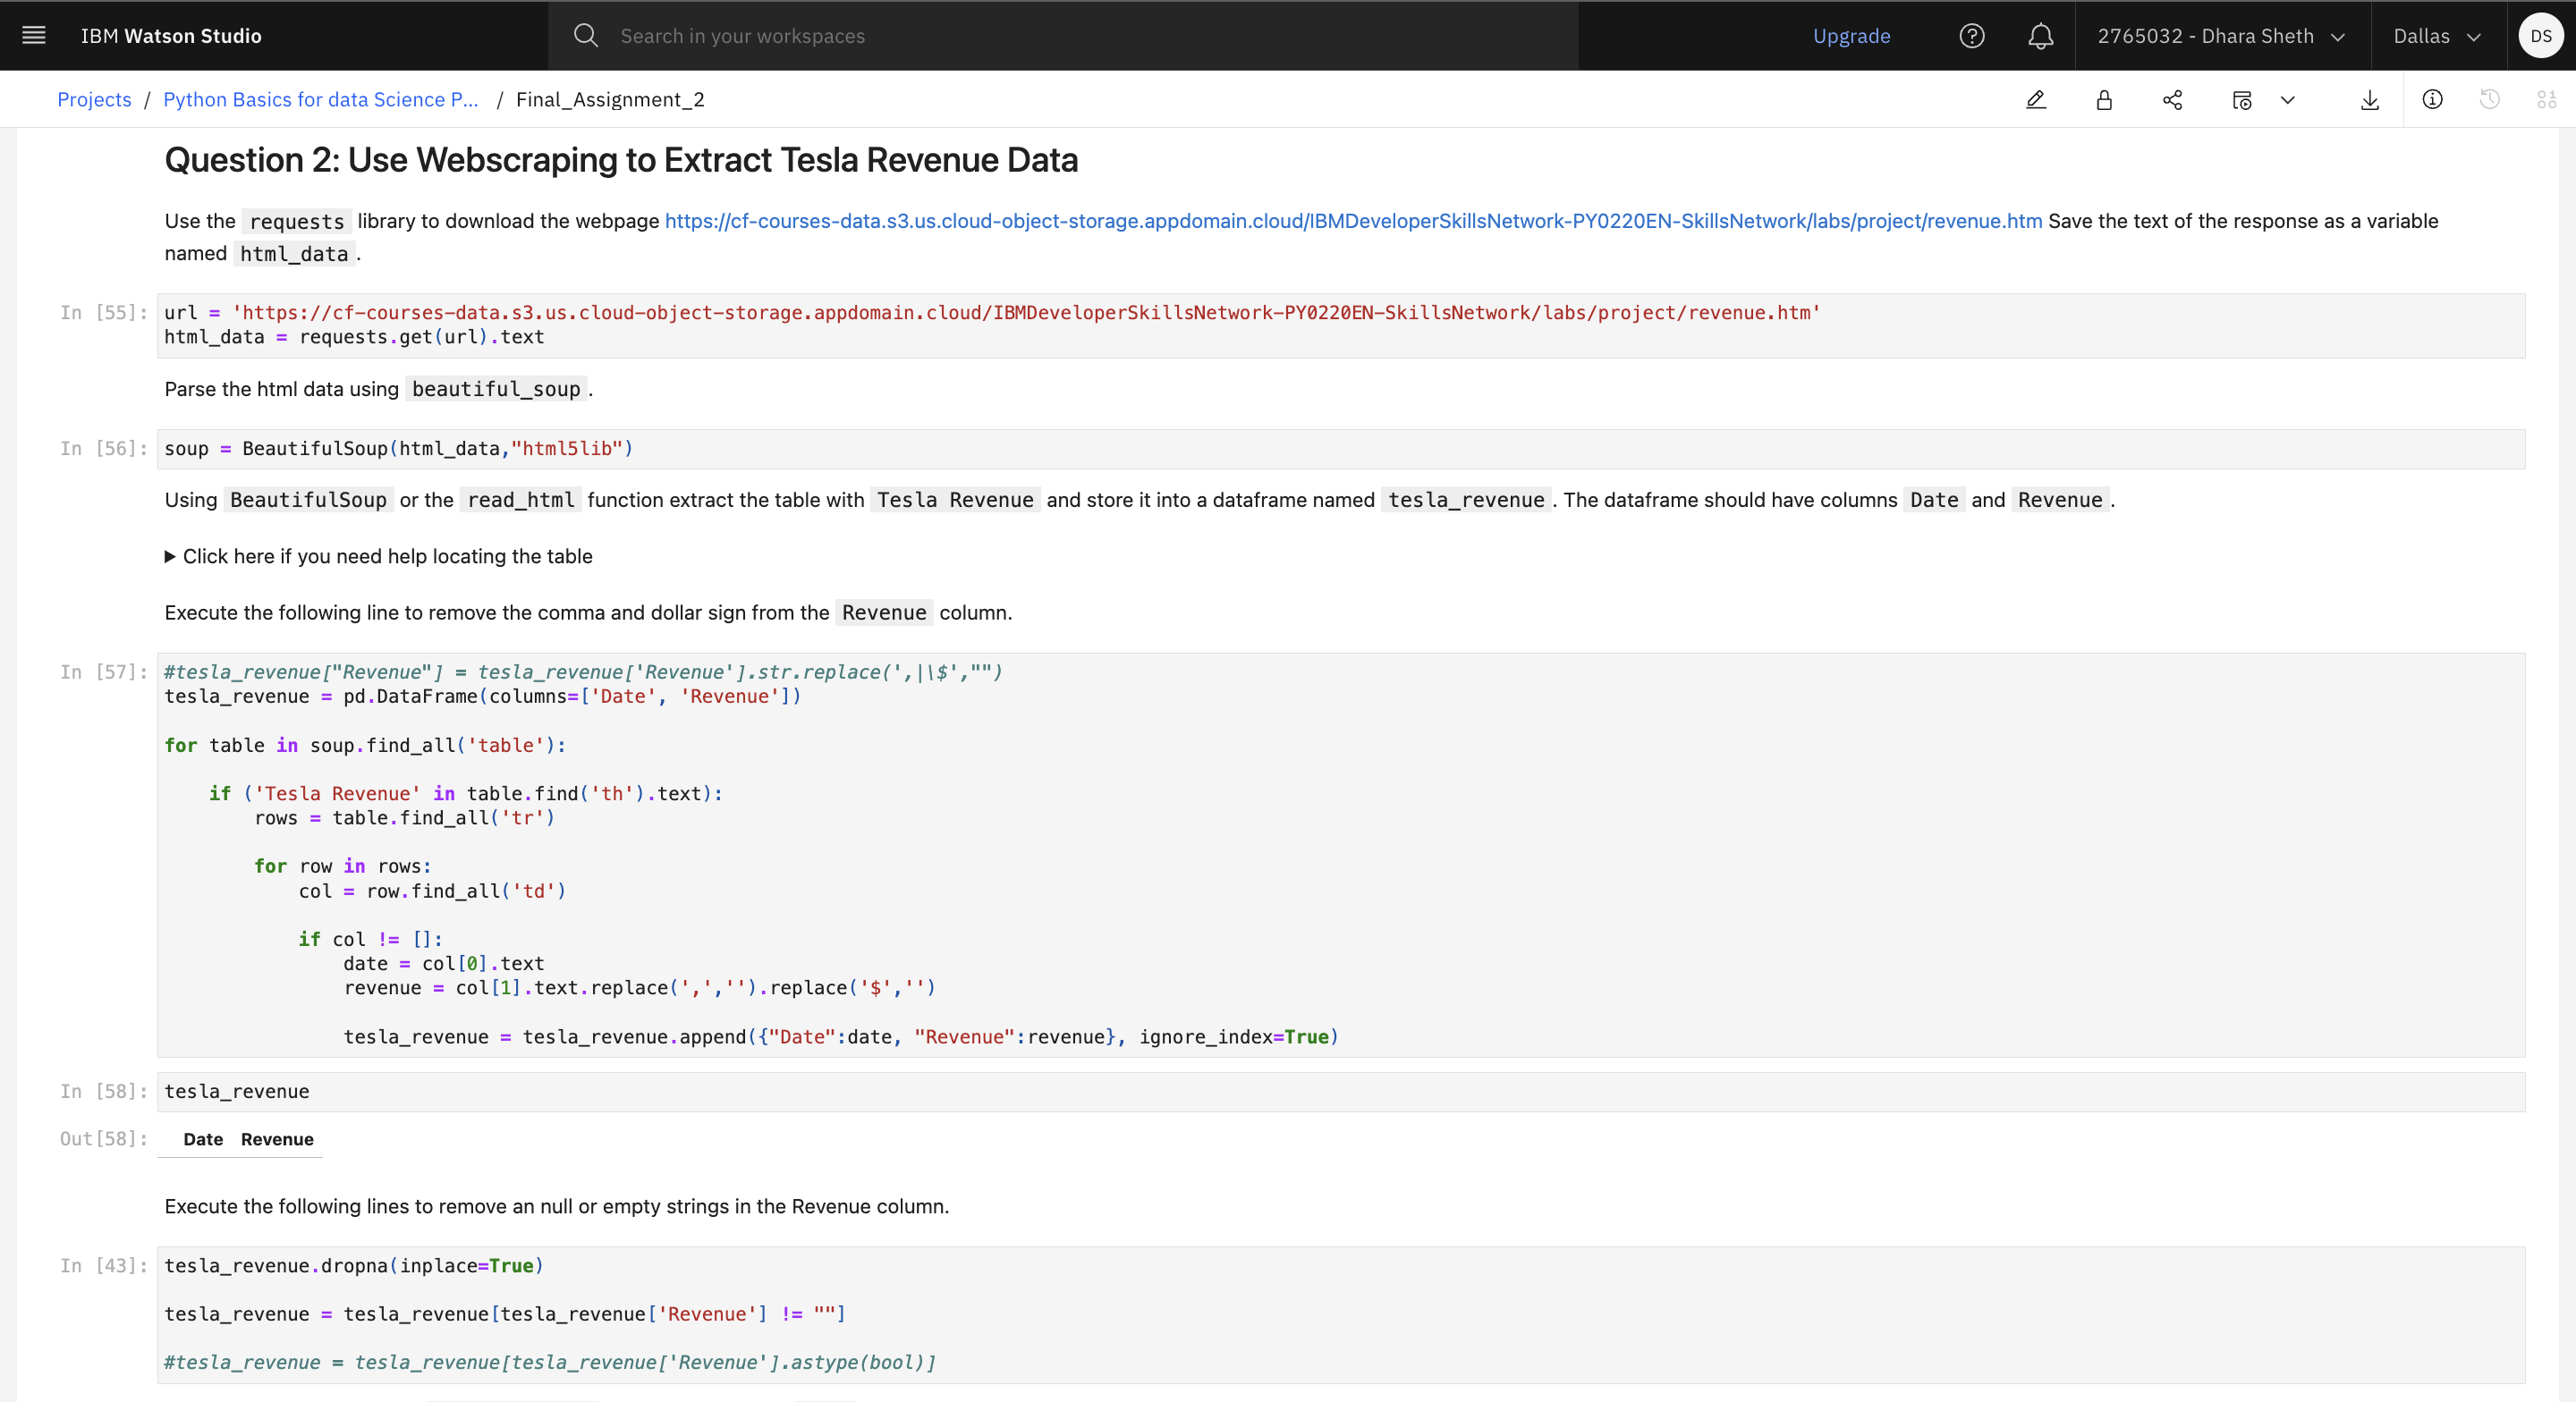 IBM Watson Studio
Search in your workspaces
Upgrade
2765032 - Dhara Sheth
Dallas
DS
Projects / Python Basics for data Science P... / Final_Assignment_2
Question 2: Use Webscraping to Extract Tesla Revenue Data
Use the requests library to download the webpage https://cf-courses-data.s3.us.cloud-object-storage.appdomain.cloud/IBMDeveloperSkillsNetwork-PY0220EN-SkillsNetwork/labs/project/revenue.htm Save the text of the response as a variable
named html_data .
In [55]: url = 'https://cf-courses-data.s3.us.cloud-object-storage.appdomain.cloud/IBMDeveloperSkillsNetwork-PY0220EN-SkillsNetwork/labs/project/revenue.htm'
html_data = requests.get(url).text
Parse the html data using beautiful_soup .
In [56]: soup = BeautifulSoup(html_data,"html5lib")
Using BeautifulSoup or the read_html function extract the table with Tesla Revenue and store it into a dataframe named tesla_revenue . The dataframe should have columns Date and Revenue .
▶ Click here if you need help locating the table
Execute the following line to remove the comma and dollar sign from the Revenue column.
In [57]: #tesla_revenue["Revenue"] = tesla_revenue['Revenue'].str.replace(',|\$',"")
tesla_revenue = pd.DataFrame(columns=['Date', 'Revenue'])
for table in soup.find_all('table'):
if ('Tesla Revenue' in table.find('th').text):
rows = table.find_all('tr')
for row in rows:
col = row.find_all('td')
if col != []:
date = col[0].text
revenue = col[1].text.replace(',','').replace('$','')
tesla_revenue = tesla_revenue.append({"Date":date, "Revenue":revenue}, ignore_index=True)
In [58]: tesla_revenue
Out[58]: Date Revenue
Execute the following lines to remove an null or empty strings in the Revenue column.
In [43]: tesla_revenue.dropna(inplace=True)
tesla_revenue = tesla_revenue[tesla_revenue['Revenue'] != ""]
#tesla_revenue = tesla_revenue[tesla_revenue['Revenue'].astype(bool)]